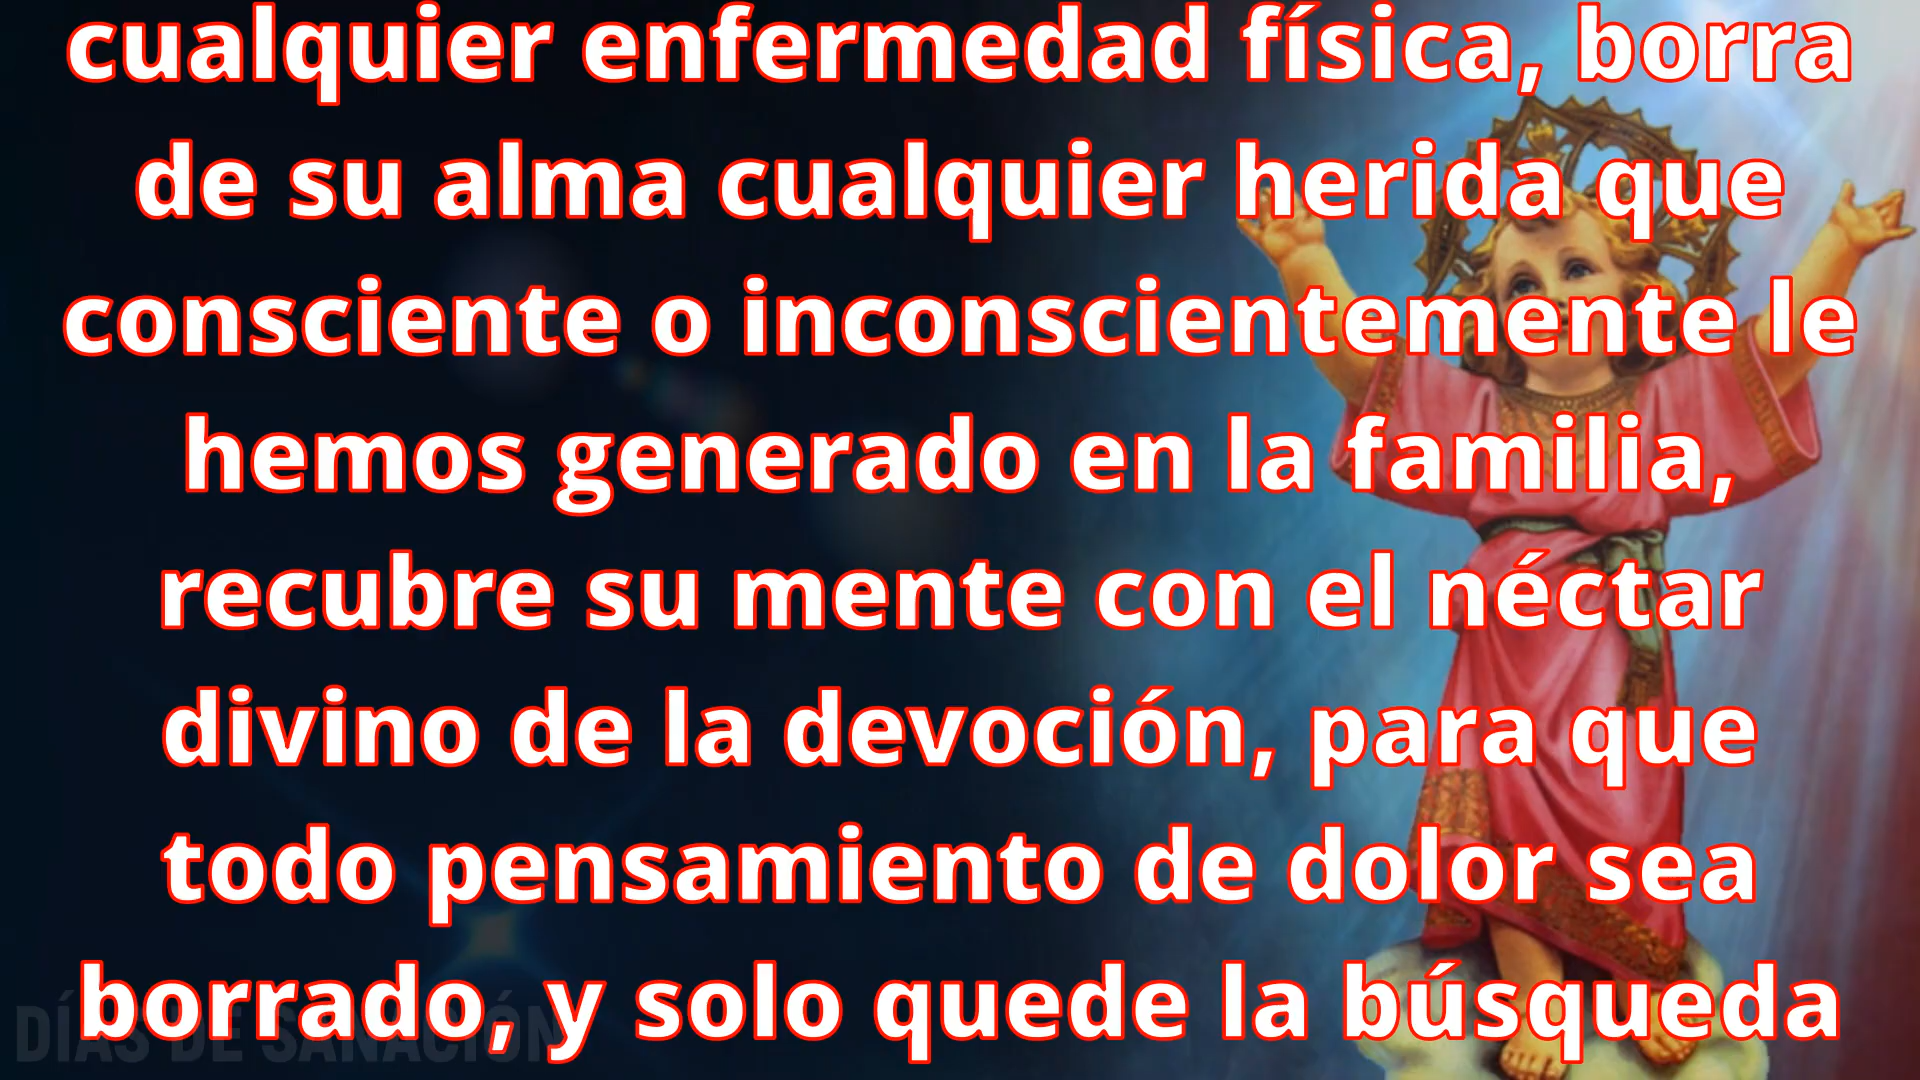 cualquier enfermedad física, borra
de su alma cualquier herida que
consciente o inconscientemente le
hemos generado en la familia,
recubre su mente con el néctar
divino de la devoción, para que
todo pensamiento de dolor sea
borrado, y solo quede la búsqueda
DÍAS DE SANACIÓN